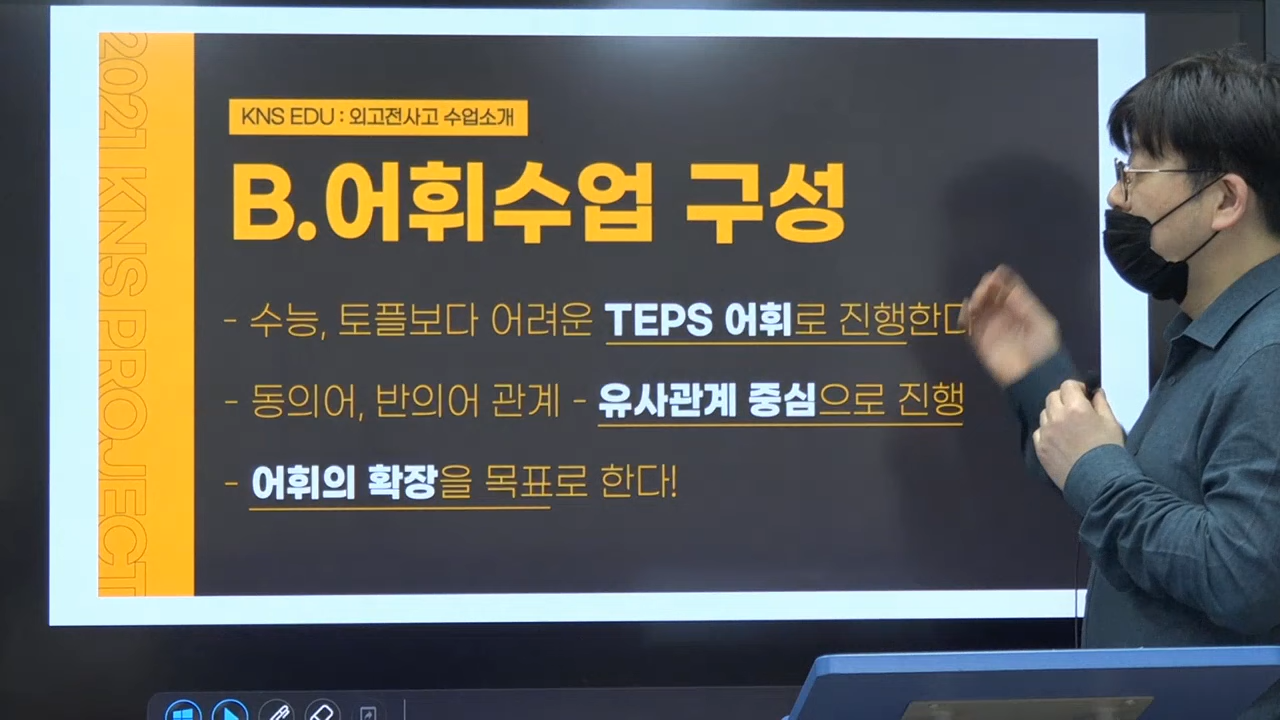 2021 KNS PROJECT
KNS EDU : 외고전사고 수업소개
B.어휘수업 구성
- 수능, 토플보다 어려운 TEPS 어휘로 진행한다
- 동의어, 반의어 관계 - 유사관계 중심으로 진행
- 어휘의 확장을 목표로 한다!